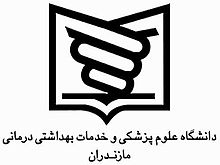 دانشگاه علوم پزشکی و خدمات بهداشتی درمانی
مازندران